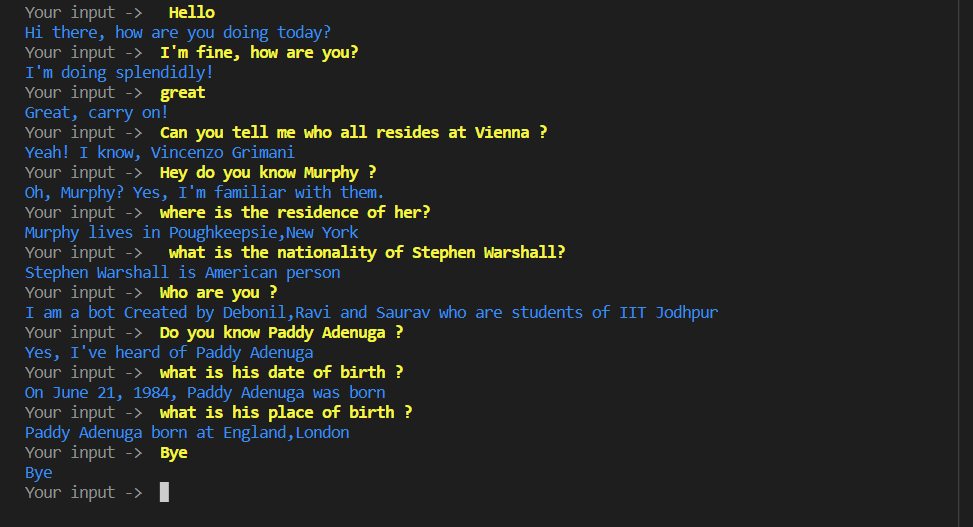 Your input -> Hello
Hi there, how are you doing today?
Your input -> I'm fine, how are you?
I'm doing splendidly!
Your input -> great
Great, carry on!
Your input -> Can you tell me who all resides at Vienna ?
Yeah! I know, Vincenzo Grimani
Your input -> Hey do you know Murphy ?
Oh, Murphy? Yes, I'm familiar with them.
Your input -> where is the residence of her?
Murphy lives in Poughkeepsie,New York
Your input -> what is the nationality of Stephen Warshall?
Stephen Warshall is American person
Your input -> Who are you ?
I am a bot Created by Debonil,Ravi and Saurav who are students of IIT Jodhpur
Your input -> Do you know Paddy Adenuga ?
Yes, I've heard of Paddy Adenuga
Your input -> what is his date of birth ?
On June 21, 1984, Paddy Adenuga was born
Your input -> what is his place of birth ?
Paddy Adenuga born at England,London
Your input -> Bye
Bye
Your input ->